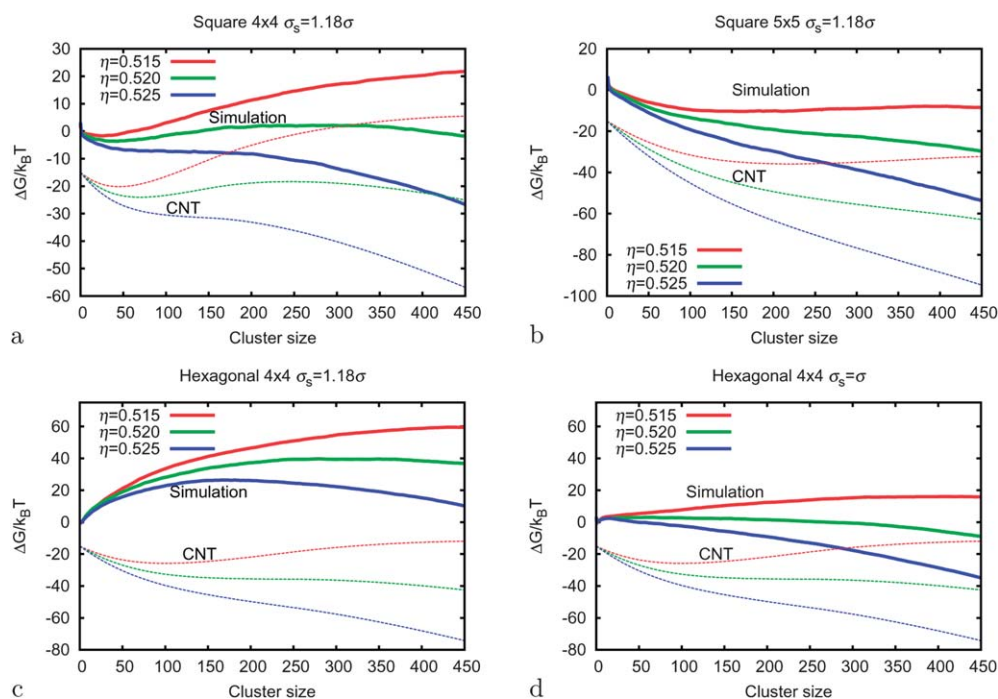 Square 4x4 σs=1.18σ
30
20
10
0
-10
-20
-30
-40
-50
-60
ΔG/kBT
η=0.515
η=0.520
η=0.525
Simulation
CNT
0 50 100 150 200 250 300 350 400 450
Cluster size
a
Square 5x5 σs=1.18σ
20
0
-20
-40
-60
-80
-100
ΔG/kBT
Simulation
CNT
η=0.515
η=0.520
η=0.525
0 50 100 150 200 250 300 350 400 450
Cluster size
b
Hexagonal 4x4 σs=1.18σ
60
40
20
0
-20
-40
-60
-80
ΔG/kBT
η=0.515
η=0.520
η=0.525
Simulation
CNT
0 50 100 150 200 250 300 350 400 450
Cluster size
c
Hexagonal 4x4 σs=σ
60
40
20
0
-20
-40
-60
-80
ΔG/kBT
η=0.515
η=0.520
η=0.525
Simulation
CNT
0 50 100 150 200 250 300 350 400 450
Cluster size
d